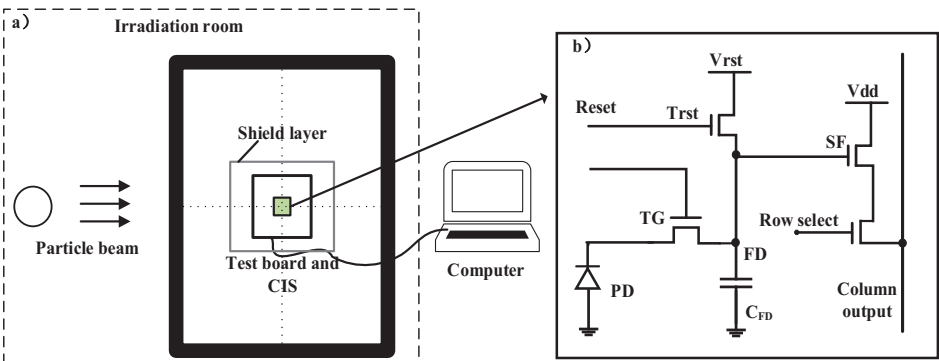 a）
Irradiation room
Shield layer
Particle beam
Test board and
CIS
Computer
b）
Vrst
Reset
Trst
Vdd
SF
TG
Row select
FD
PD
C_FD
Column
output